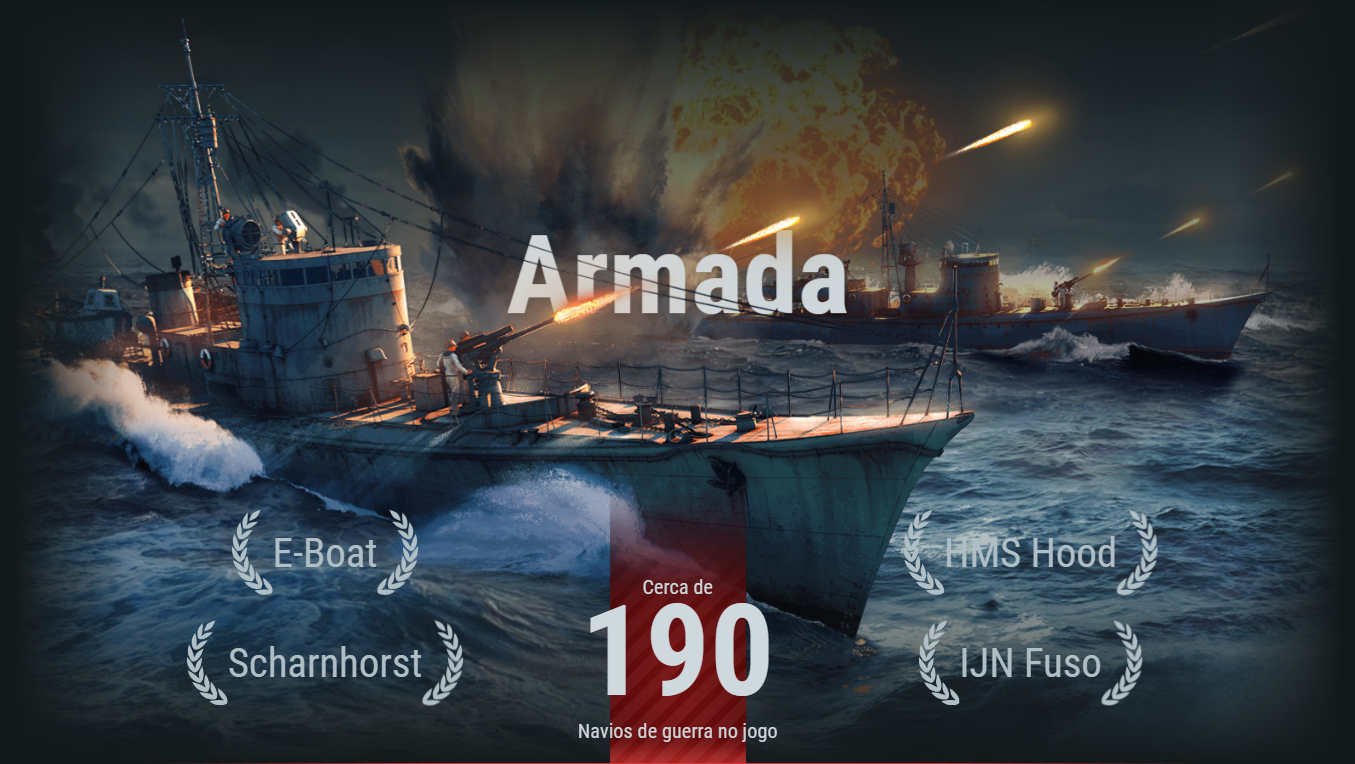 Armada
E-Boat
HMS Hood
Scharnhorst
IJN Fuso
Cerca de
190
Navios de guerra no jogo